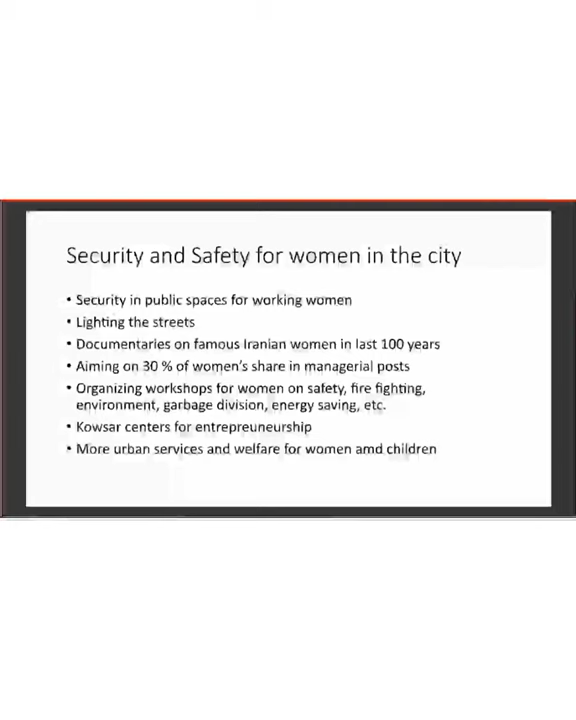 Security and Safety for women in the city
• Security in public spaces for working women
• Lighting the streets
• Documentaries on famous Iranian women in last 100 years
• Aiming on 30 % of women's share in managerial posts
• Organizing workshops for women on safety, fire fighting,
environment, garbage division, energy saving, etc.
• Kowsar centers for entrepreuneurship
• More urban services and welfare for women amd children